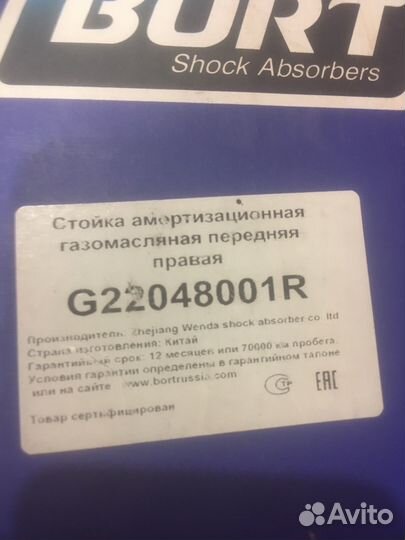 BORT
Shock Absorbers
Стойка амортизационная
газомасляная передняя
правая
G22048001R
Производитель: Zhejiang Wenda shock absorber co ltd
Страна изготовления: Китай
Гарантийный срок: 12 месяцев или 70000 км пробега.
Условия гарантии определены в гарантийном талоне
или на сайте www.bortrussia.com
Товар сертифицирован
СТР EAC
Avito